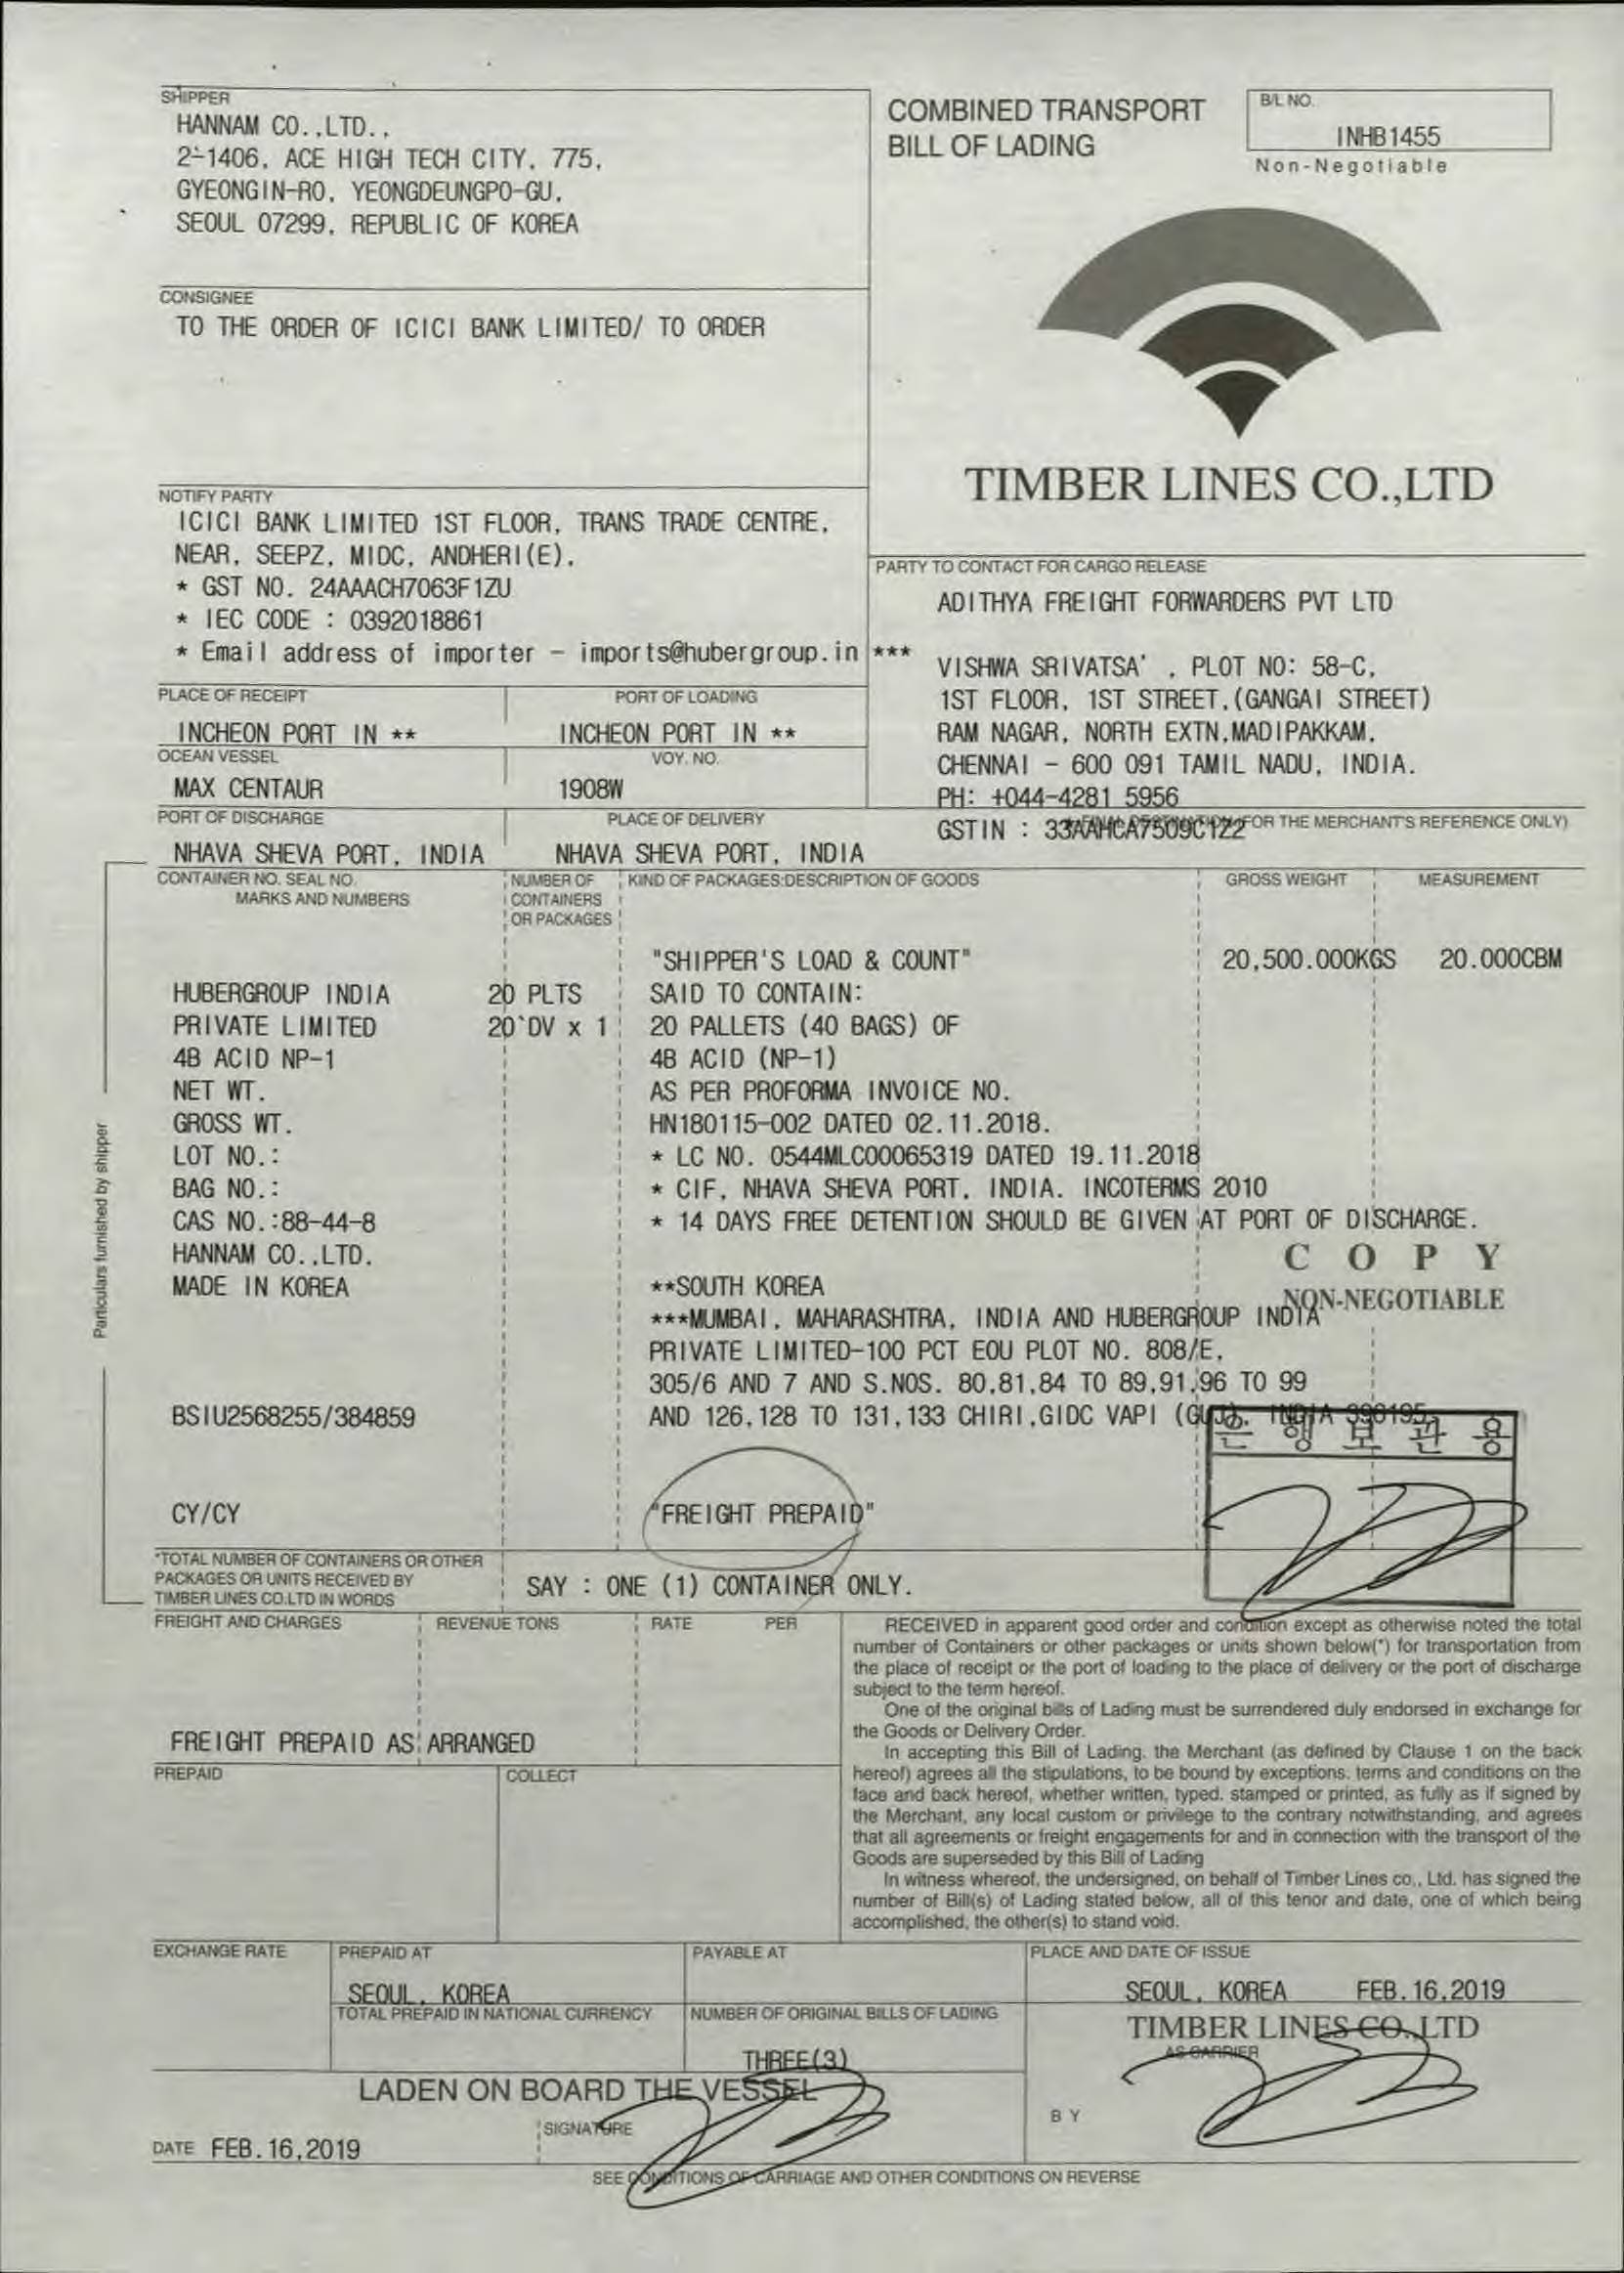 SHIPPER
HANNAM CO.,LTD.,
2-1406, ACE HIGH TECH CITY, 775,
GYEONGIN-RO, YEONGDEUNGPO-GU,
SEOUL 07299, REPUBLIC OF KOREA
COMBINED TRANSPORT
BILL OF LADING
B/L NO.
INHB1455
Non-Negotiable
CONSIGNEE
TO THE ORDER OF ICICI BANK LIMITED/ TO ORDER
TIMBER LINES CO.,LTD
NOTIFY PARTY
ICICI BANK LIMITED 1ST FLOOR, TRANS TRADE CENTRE,
NEAR, SEEPZ, MIDC, ANDHERI(E),
* GST NO. 24AAACH7063F1ZU
* IEC CODE : 0392018861
* Email address of importer - imports@hubergroup.in ***
PARTY TO CONTACT FOR CARGO RELEASE
ADITHYA FREIGHT FORWARDERS PVT LTD
VISHWA SRIVATSA' , PLOT NO: 58-C,
1ST FLOOR, 1ST STREET,(GANGAI STREET)
RAM NAGAR, NORTH EXTN,MADIPAKKAM,
CHENNAI - 600 091 TAMIL NADU, INDIA.
PH: +044-4281 5956
GSTIN : 33AAHCA7509C1Z2
FOR THE MERCHANT'S REFERENCE ONLY)
PLACE OF RECEIPT PORT OF LOADING
INCHEON PORT IN ** INCHEON PORT IN **
OCEAN VESSEL VOY. NO.
MAX CENTAUR 1908W
PORT OF DISCHARGE PLACE OF DELIVERY
NHAVA SHEVA PORT, INDIA NHAVA SHEVA PORT, INDIA
CONTAINER NO. SEAL NO.
MARKS AND NUMBERS
NUMBER OF
CONTAINERS
OR PACKAGES
KIND OF PACKAGES:DESCRIPTION OF GOODS GROSS WEIGHT MEASUREMENT
"SHIPPER'S LOAD & COUNT" 20,500.000KGS 20.000CBM
HUBERGROUP INDIA 20 PLTS SAID TO CONTAIN:
PRIVATE LIMITED 20`DV x 1 20 PALLETS (40 BAGS) OF
4B ACID NP-1 4B ACID (NP-1)
NET WT. AS PER PROFORMA INVOICE NO.
GROSS WT. HN180115-002 DATED 02.11.2018.
LOT NO.: * LC NO. 0544MLC00065319 DATED 19.11.2018
BAG NO.: * CIF, NHAVA SHEVA PORT, INDIA. INCOTERMS 2010
CAS NO.:88-44-8 * 14 DAYS FREE DETENTION SHOULD BE GIVEN AT PORT OF DISCHARGE.
HANNAM CO.,LTD. COPY
MADE IN KOREA **SOUTH KOREA
NON-NEGOTIABLE
***MUMBAI, MAHARASHTRA, INDIA AND HUBERGROUP INDIA
PRIVATE LIMITED-100 PCT EOU PLOT NO. 808/E,
305/6 AND 7 AND S.NOS. 80,81,84 TO 89,91,96 TO 99
BSIU2568255/384859 AND 126,128 TO 131,133 CHIRI,GIDC VAPI (GUJ), INDIA 396195.
은행보관용
CY/CY "FREIGHT PREPAID"
Particulars furnished by shipper
*TOTAL NUMBER OF CONTAINERS OR OTHER
PACKAGES OR UNITS RECEIVED BY
TIMBER LINES CO.LTD IN WORDS
SAY : ONE (1) CONTAINER ONLY.
FREIGHT AND CHARGES REVENUE TONS RATE PER
FREIGHT PREPAID AS ARRANGED
PREPAID COLLECT
RECEIVED in apparent good order and condition except as otherwise noted the total
number of Containers or other packages or units shown below(*) for transportation from
the place of receipt or the port of loading to the place of delivery or the port of discharge
subject to the term hereof.
One of the original bills of Lading must be surrendered duly endorsed in exchange for
the Goods or Delivery Order.
In accepting this Bill of Lading, the Merchant (as defined by Clause 1 on the back
hereof) agrees all the stipulations, to be bound by exceptions, terms and conditions on the
face and back hereof, whether written, typed, stamped or printed, as fully as if signed by
the Merchant, any local custom or privilege to the contrary notwithstanding, and agrees
that all agreements or freight engagements for and in connection with the transport of the
Goods are superseded by this Bill of Lading
In witness whereof, the undersigned, on behalf of Timber Lines co., Ltd. has signed the
number of Bill(s) of Lading stated below, all of this tenor and date, one of which being
accomplished, the other(s) to stand void.
EXCHANGE RATE PREPAID AT PAYABLE AT PLACE AND DATE OF ISSUE
SEOUL, KOREA SEOUL, KOREA FEB.16,2019
TOTAL PREPAID IN NATIONAL CURRENCY NUMBER OF ORIGINAL BILLS OF LADING
THREE(3)
TIMBER LINES CO.,LTD
AS CARRIER
LADEN ON BOARD THE VESSEL
SIGNATURE
BY
DATE FEB.16,2019
SEE CONDITIONS OF CARRIAGE AND OTHER CONDITIONS ON REVERSE